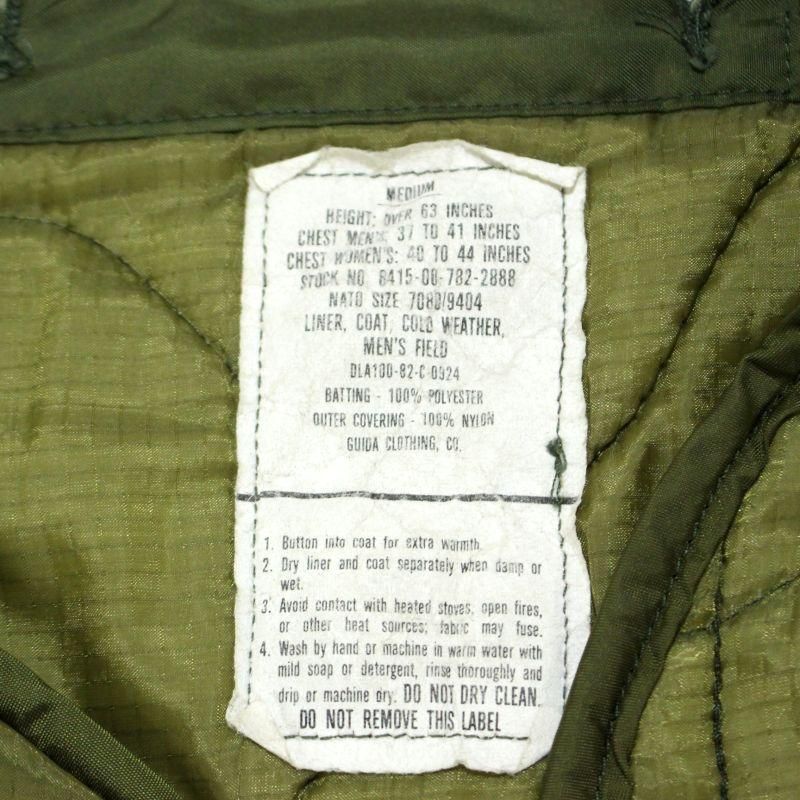 MEDIUM
HEIGHT: OVER 63 INCHES
CHEST MEN'S: 37 TO 41 INCHES
CHEST WOMEN'S: 40 TO 44 INCHES
STOCK NO. 8415-00-782-2888
NATO SIZE 7080/9404
LINER, COAT, COLD WEATHER,
MEN'S FIELD
DLA100-82-C-0324
BATTING - 100% POLYESTER
OUTER COVERING - 100% NYLON
GUIDA CLOTHING, CO.
1. Button into coat for extra warmth.
2. Dry liner and coat separately when damp or
wet.
3. Avoid contact with heated stoves, open fires,
or other heat sources; fabric may fuse.
4. Wash by hand or machine in warm water with
mild soap or detergent, rinse thoroughly and
drip or machine dry. DO NOT DRY CLEAN.
DO NOT REMOVE THIS LABEL